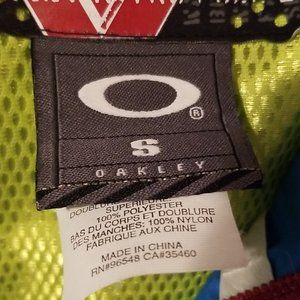 ®
S
OAKLEY
SUPERIEURE
100% POLYESTER
BAS DU CORPS ET DOUBLURE
DES MANCHES: 100% NYLON
FABRIQUE AUX CHINE
MADE IN CHINA
RN#96548 CA#35460